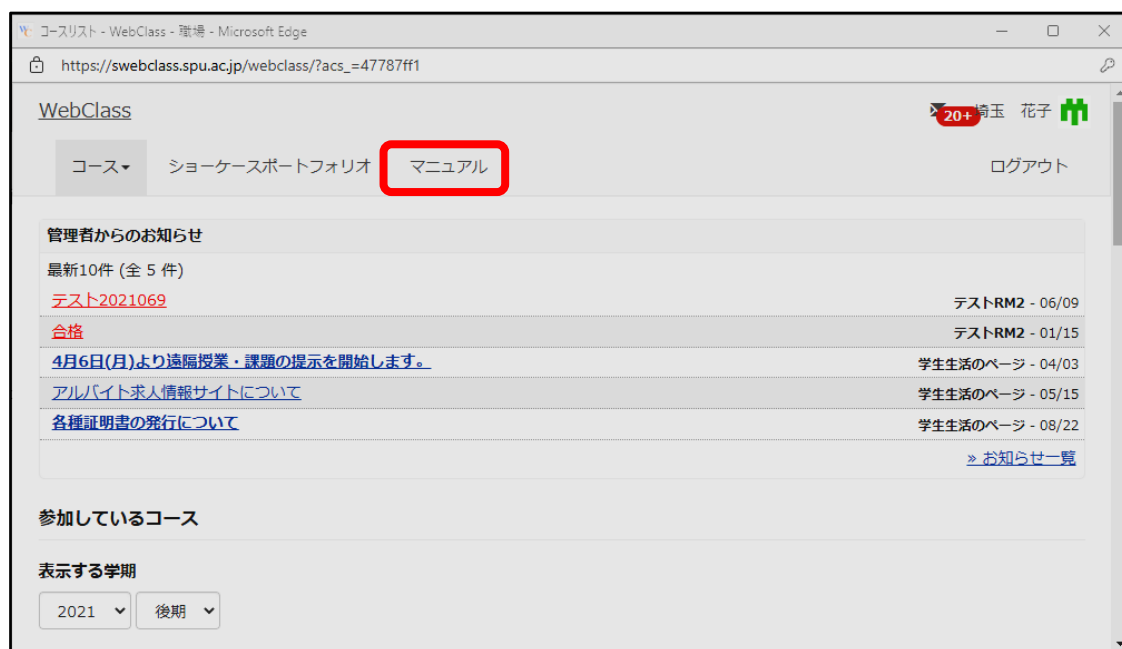 コースリスト - WebClass - 職場 - Microsoft Edge
https://swebclass.spu.ac.jp/webclass/?acs_=47787ff1
WebClass
20+ 埼玉 花子
コース ショーケースポートフォリオ マニュアル ログアウト
管理者からのお知らせ
最新10件 (全 5 件)
テスト2021069 テストRM2 - 06/09
合格 テストRM2 - 01/15
4月6日(月)より遠隔授業・課題の提示を開始します。 学生生活のページ - 04/03
アルバイト求人情報サイトについて 学生生活のページ - 05/15
各種証明書の発行について 学生生活のページ - 08/22
» お知らせ一覧
参加しているコース
表示する学期
2021 後期